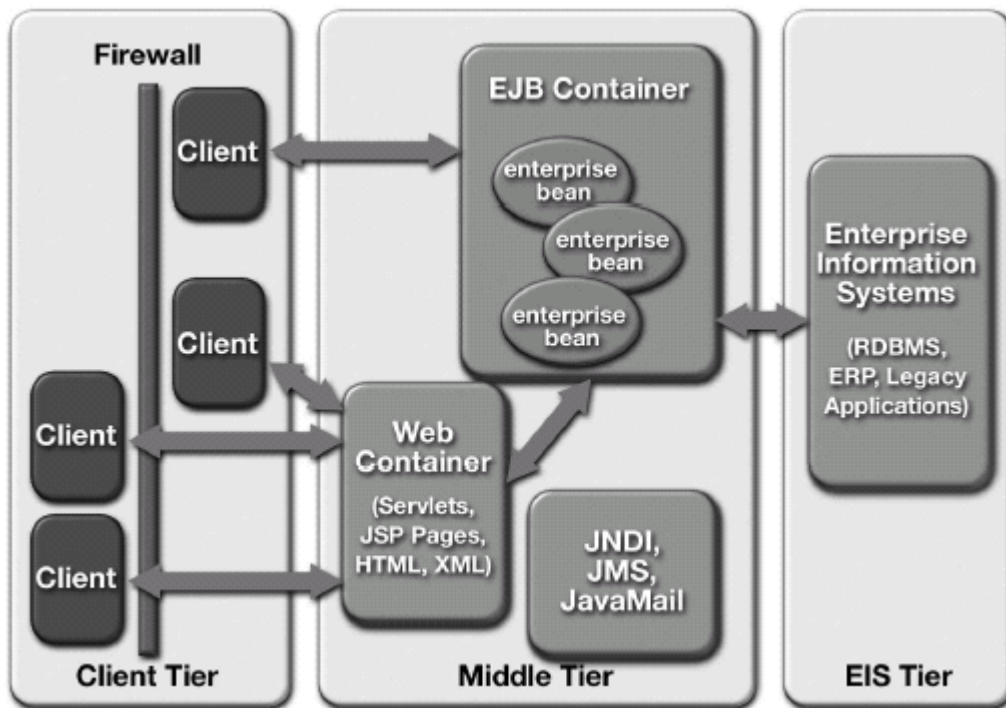 Firewall
Client
Client
Client
Client
Client Tier
EJB Container
enterprise
bean
enterprise
bean
enterprise
bean
Web
Container
(Servlets,
JSP Pages,
HTML, XML)
JNDI,
JMS,
JavaMail
Middle Tier
Enterprise
Information
Systems
(RDBMS,
ERP, Legacy
Applications)
EIS Tier